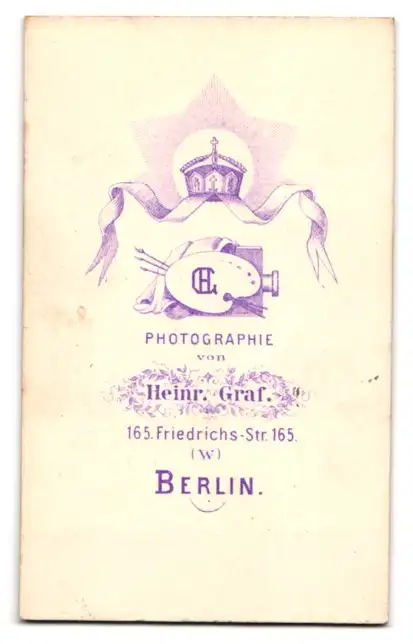 HG
PHOTOGRAPHIE
von
Heinr. Graf.
165. Friedrichs-Str. 165.
(W)
BERLIN.